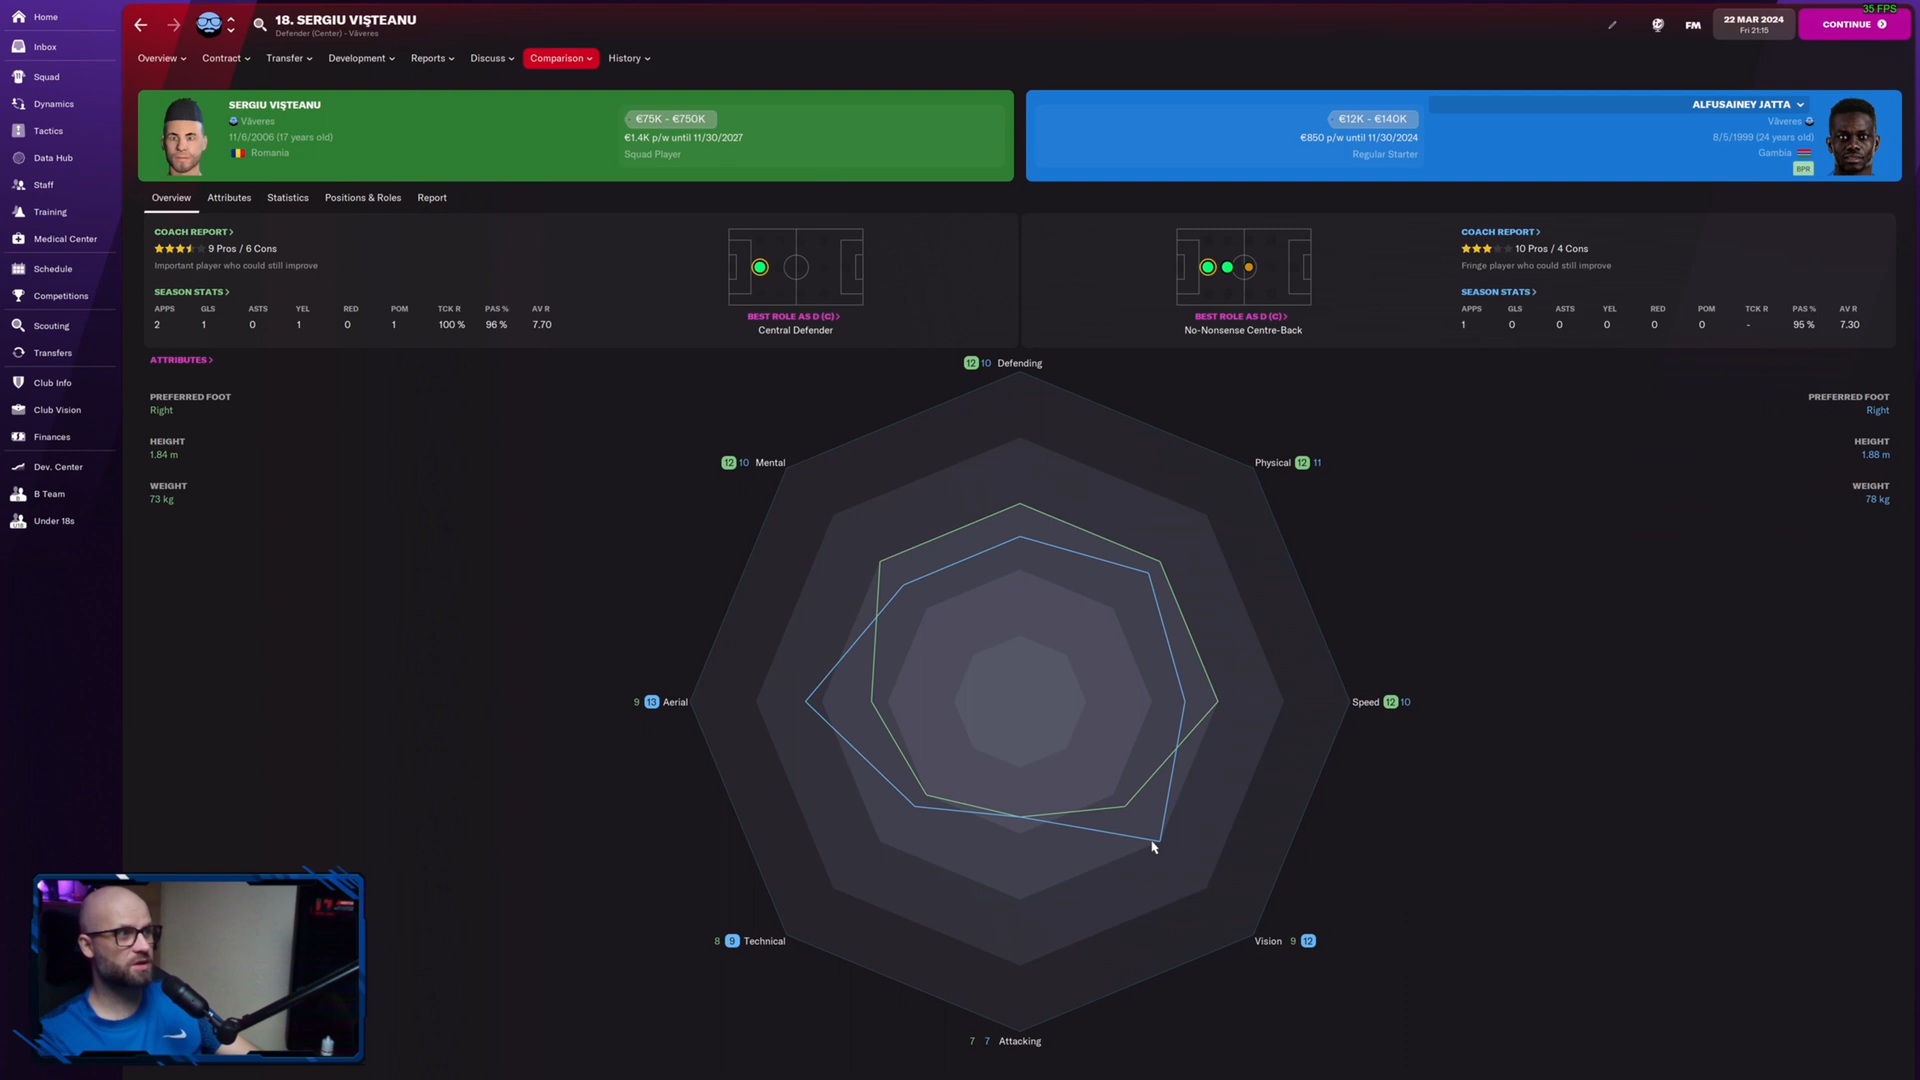 35 FPS
Home
Inbox
Squad
Dynamics
Tactics
Data Hub
Staff
Training
Medical Center
Schedule
Competitions
Scouting
Transfers
Club Info
Club Vision
Finances
Dev. Center
B Team
Under 18s
18. SERGIU VIȘTEANU
Defender (Center) - Văveres
FM
22 MAR 2024
Fri 21:15
CONTINUE
Overview
Contract
Transfer
Development
Reports
Discuss
Comparison
History
SERGIU VIȘTEANU
Văveres
11/6/2006 (17 years old)
Romania
€75K - €750K
€1.4K p/w until 11/30/2027
Squad Player
€12K - €140K
€850 p/w until 11/30/2024
Regular Starter
ALFUSAINEY JATTA
Văveres
8/5/1999 (24 years old)
Gambia
BPR
Overview
Attributes
Statistics
Positions & Roles
Report
COACH REPORT >
9 Pros / 6 Cons
Important player who could still improve
SEASON STATS >
APPS GLS ASTS YEL RED POM TCK R PAS % AV R
2 1 0 1 0 1 100 % 96 % 7.70
BEST ROLE AS D (C) >
Central Defender
BEST ROLE AS D (C) >
No-Nonsense Centre-Back
COACH REPORT >
10 Pros / 4 Cons
Fringe player who could still improve
SEASON STATS >
APPS GLS ASTS YEL RED POM TCK R PAS % AV R
1 0 0 0 0 0 - 95 % 7.30
ATTRIBUTES >
PREFERRED FOOT
Right
HEIGHT
1.84 m
WEIGHT
73 kg
12 10 Defending
12 10 Mental
Physical 12 11
9 13 Aerial
Speed 12 10
8 9 Technical
Vision 9 12
7 7 Attacking
PREFERRED FOOT
Right
HEIGHT
1.88 m
WEIGHT
78 kg